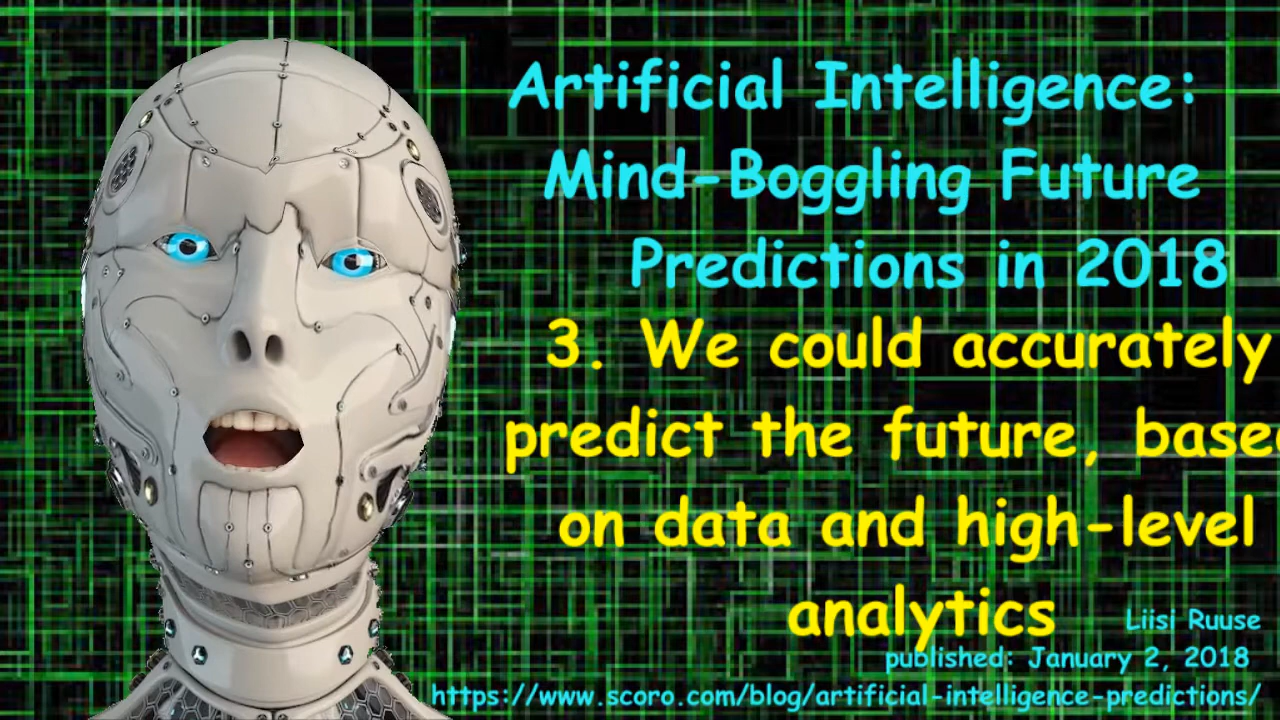 Artificial Intelligence:
Mind-Boggling Future
Predictions in 2018
3. We could accurately
predict the future, base
on data and high-level
analytics
Liisi Ruuse
published: January 2, 2018
https://www.scoro.com/blog/artificial-intelligence-predictions/